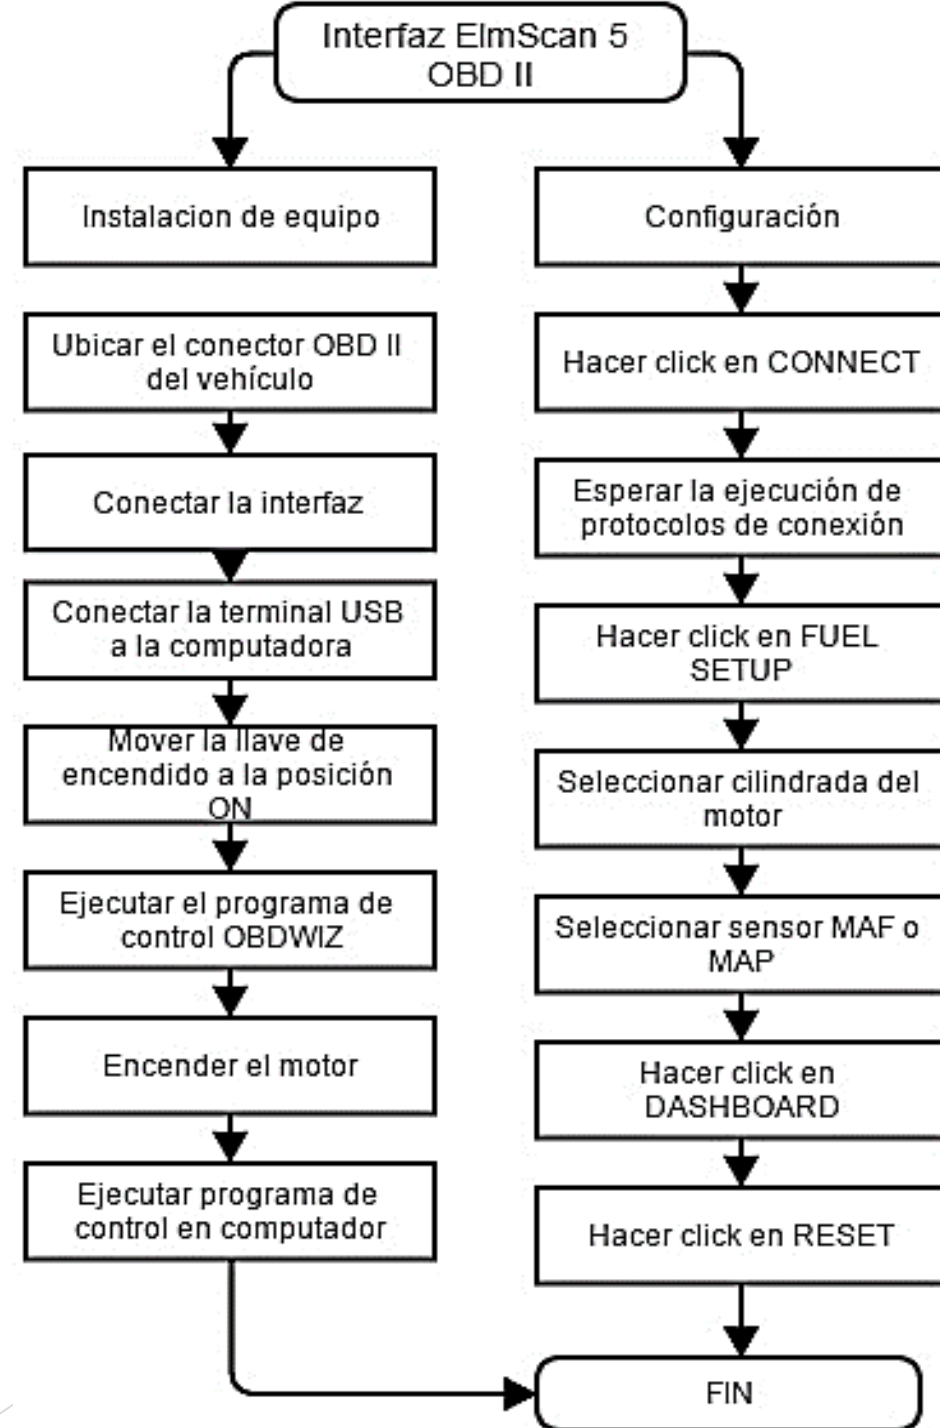 Interfaz ElmScan 5
OBD II
Instalacion de equipo
Ubicar el conector OBD II
del vehículo
Conectar la interfaz
Conectar la terminal USB
a la computadora
Mover la llave de
encendido a la posición
ON
Ejecutar el programa de
control OBDWIZ
Encender el motor
Ejecutar programa de
control en computador
Configuración
Hacer click en CONNECT
Esperar la ejecución de
protocolos de conexión
Hacer click en FUEL
SETUP
Seleccionar cilindrada del
motor
Seleccionar sensor MAF o
MAP
Hacer click en
DASHBOARD
Hacer click en RESET
FIN